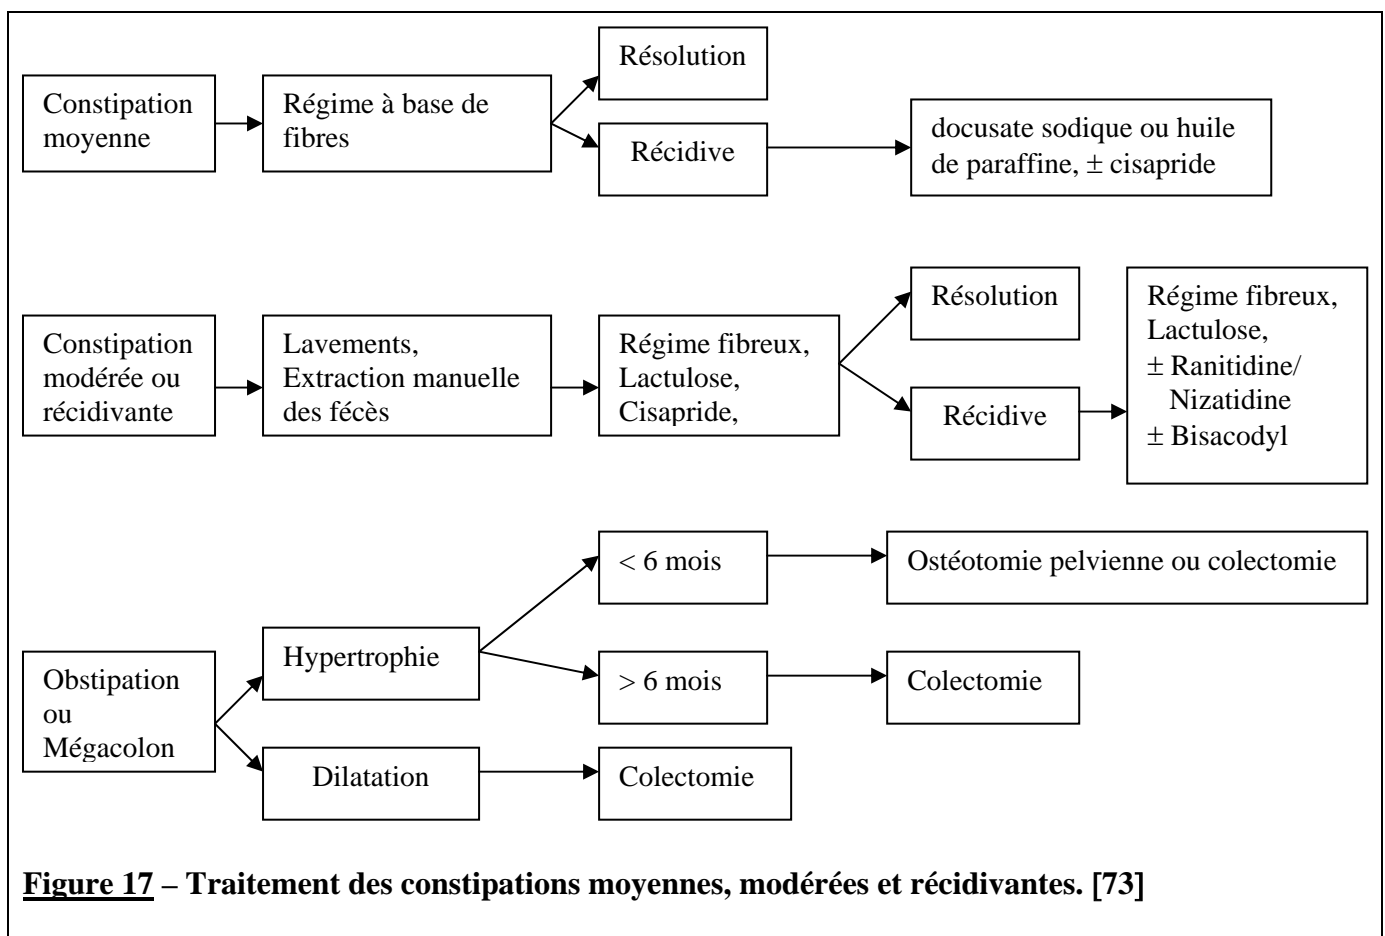 Résolution
Constipation
moyenne
Régime à base de
fibres
Récidive
docusate sodique ou huile
de paraffine, ± cisapride
Constipation
modérée ou
récidivante
Lavements,
Extraction manuelle
des fécès
Régime fibreux,
Lactulose,
Cisapride,
Résolution
Récidive
Régime fibreux,
Lactulose,
± Ranitidine/
Nizatidine
± Bisacodyl
Obstipation
ou
Mégacolon
Hypertrophie
< 6 mois
Ostéotomie pelvienne ou colectomie
> 6 mois
Colectomie
Dilatation
Colectomie
Figure 17 – Traitement des constipations moyennes, modérées et récidivantes. [73]